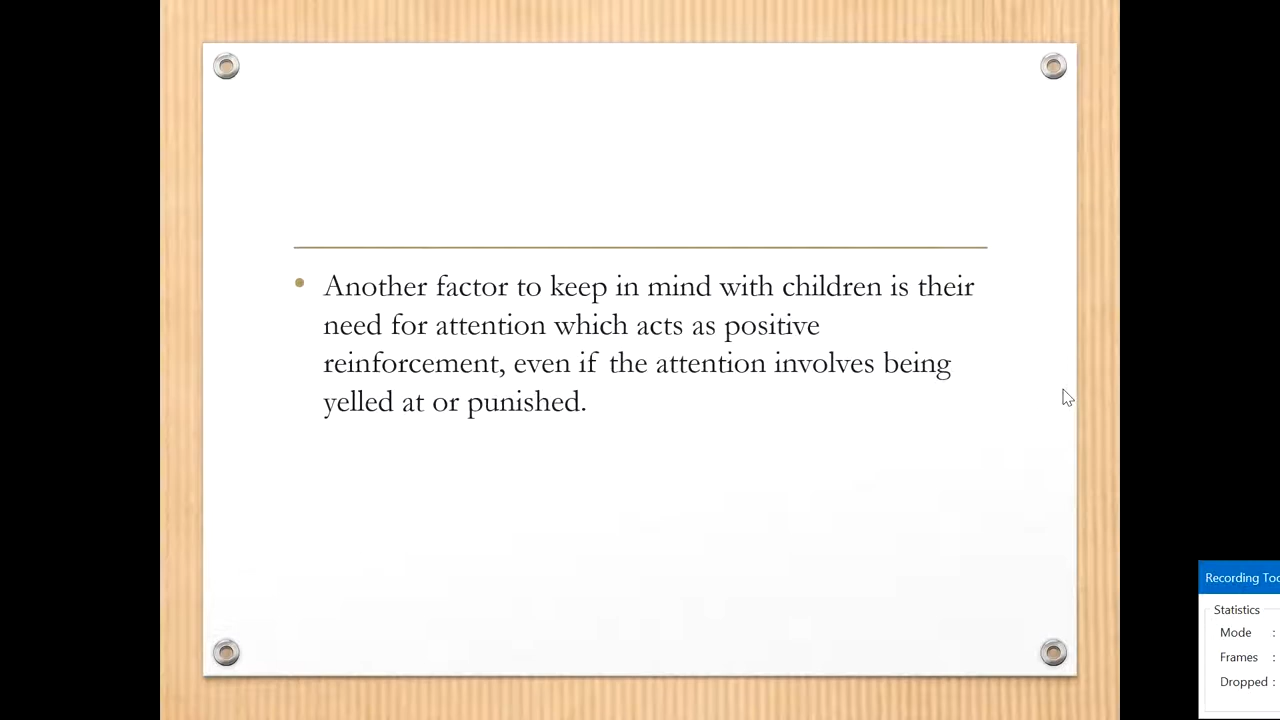 • Another factor to keep in mind with children is their
need for attention which acts as positive
reinforcement, even if the attention involves being
yelled at or punished.
Recording Too
Statistics
Mode :
Frames :
Dropped :